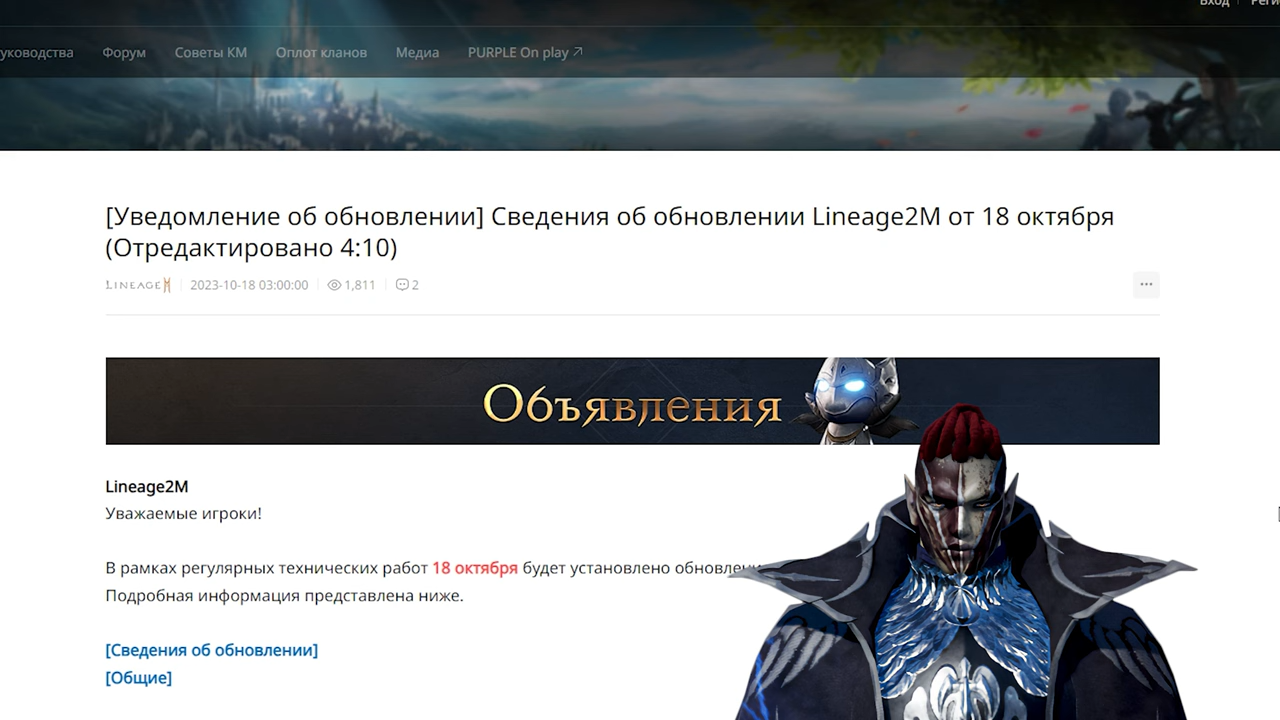 Вход
уководства Форум Советы КМ Оплот кланов Медиа PURPLE On play
[Уведомление об обновлении] Сведения об обновлении Lineage2M от 18 октября
(Отредактировано 4:10)
LINEAGE M 2023-10-18 03:00:00 1,811 2
Объявления
Lineage2M
Уважаемые игроки!
В рамках регулярных технических работ 18 октября будет установлено обновлени
Подробная информация представлена ниже.
[Сведения об обновлении]
[Общие]